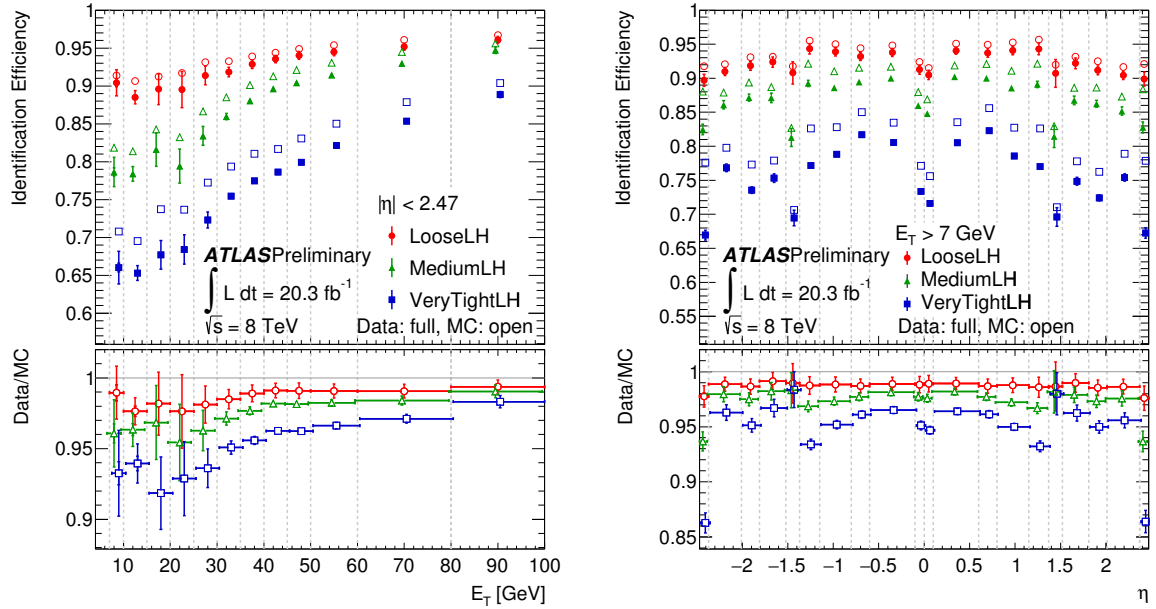 Identification Efficiency
0.95
0.9
0.85
0.8
0.75
0.7
0.65
0.6
|η| < 2.47
LooseLH
MediumLH
VeryTightLH
ATLAS Preliminary
∫ L dt = 20.3 fb⁻¹
√s = 8 TeV
Data: full, MC: open
Data/MC
1
0.95
0.9
10 20 30 40 50 60 70 80 90 100
E_T [GeV]
Identification Efficiency
0.95
0.9
0.85
0.8
0.75
0.7
0.65
0.6
0.55
E_T > 7 GeV
LooseLH
MediumLH
VeryTightLH
ATLAS Preliminary
∫ L dt = 20.3 fb⁻¹
√s = 8 TeV
Data: full, MC: open
Data/MC
1
0.95
0.9
0.85
−2 −1.5 −1 −0.5 0 0.5 1 1.5 2
η